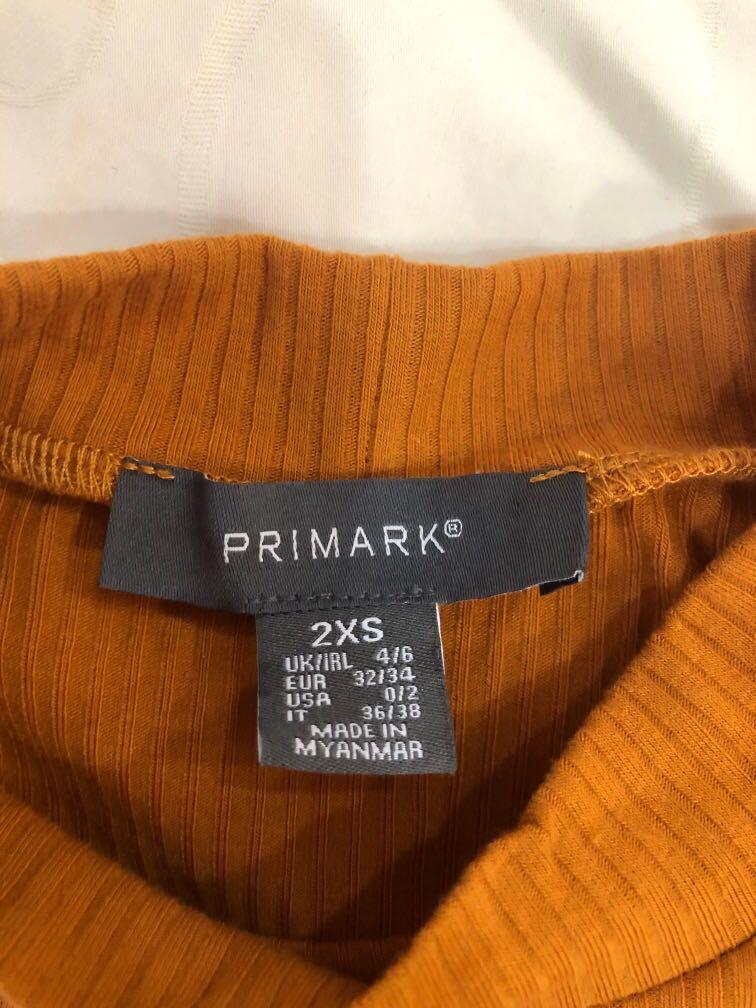 PRIMARK®
2XS
UK/IRL 4/6
EUR 32/34
USA 0/2
IT 36/38
MADE IN
MYANMAR